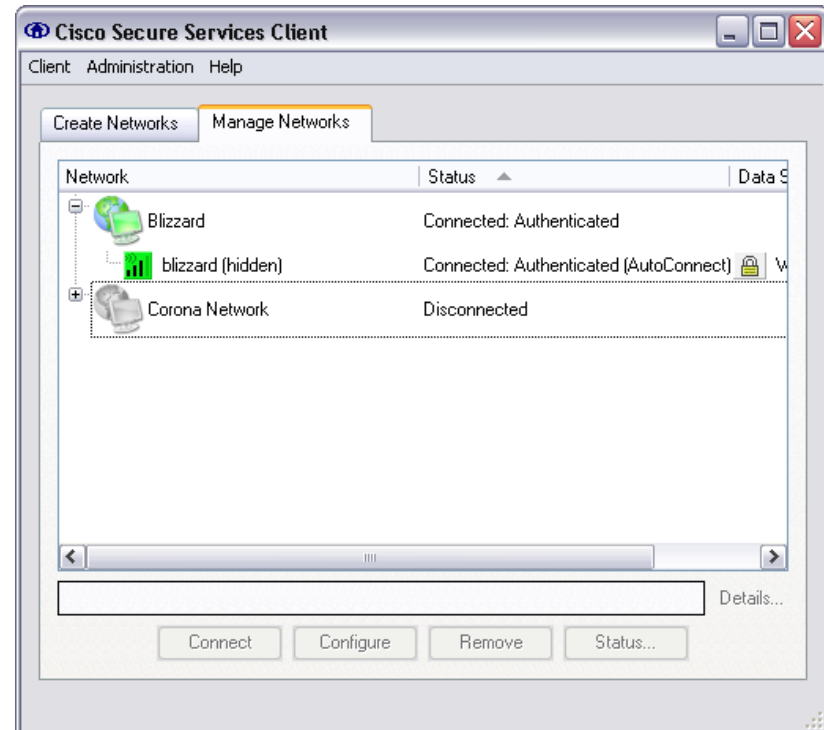 Cisco Secure Services Client
Client Administration Help
Create Networks Manage Networks
Network Status Data S
Blizzard Connected: Authenticated
blizzard (hidden) Connected: Authenticated (AutoConnect) W
Corona Network Disconnected
Details...
Connect Configure Remove Status...